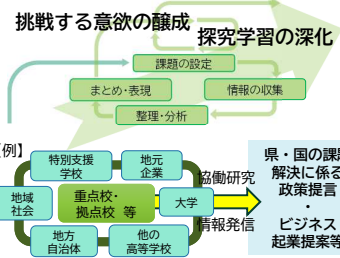 挑戦する意欲の醸成
探究学習の深化
課題の設定
まとめ・表現
情報の収集
整理・分析
例】
特別支援
学校
地元
企業
地域
社会
重点校・
拠点校 等
大学
地方
自治体
他の
高等学校
協働研究
情報発信
県・国の課題
解決に係る
政策提言
・
ビジネス
起業提案等